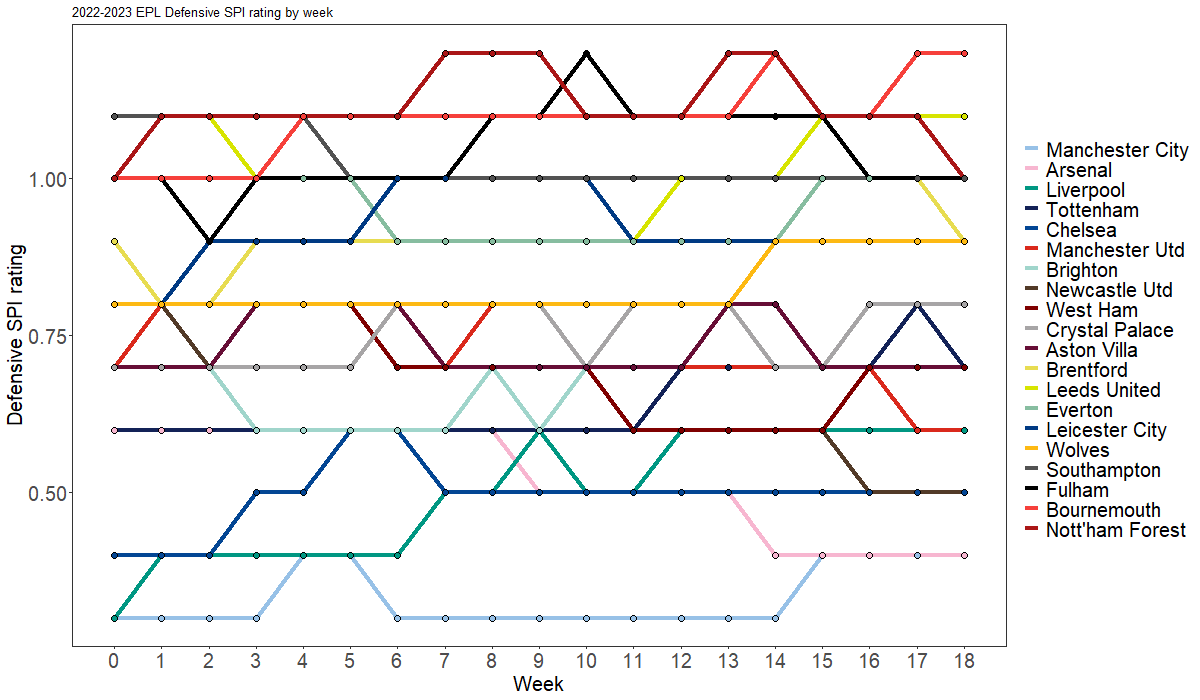 2022-2023 EPL Defensive SPI rating by week
Defensive SPI rating
1.00
0.75
0.50
0 1 2 3 4 5 6 7 8 9 10 11 12 13 14 15 16 17 18
Week
Manchester City
Arsenal
Liverpool
Tottenham
Chelsea
Manchester Utd
Brighton
Newcastle Utd
West Ham
Crystal Palace
Aston Villa
Brentford
Leeds United
Everton
Leicester City
Wolves
Southampton
Fulham
Bournemouth
Nott'ham Forest